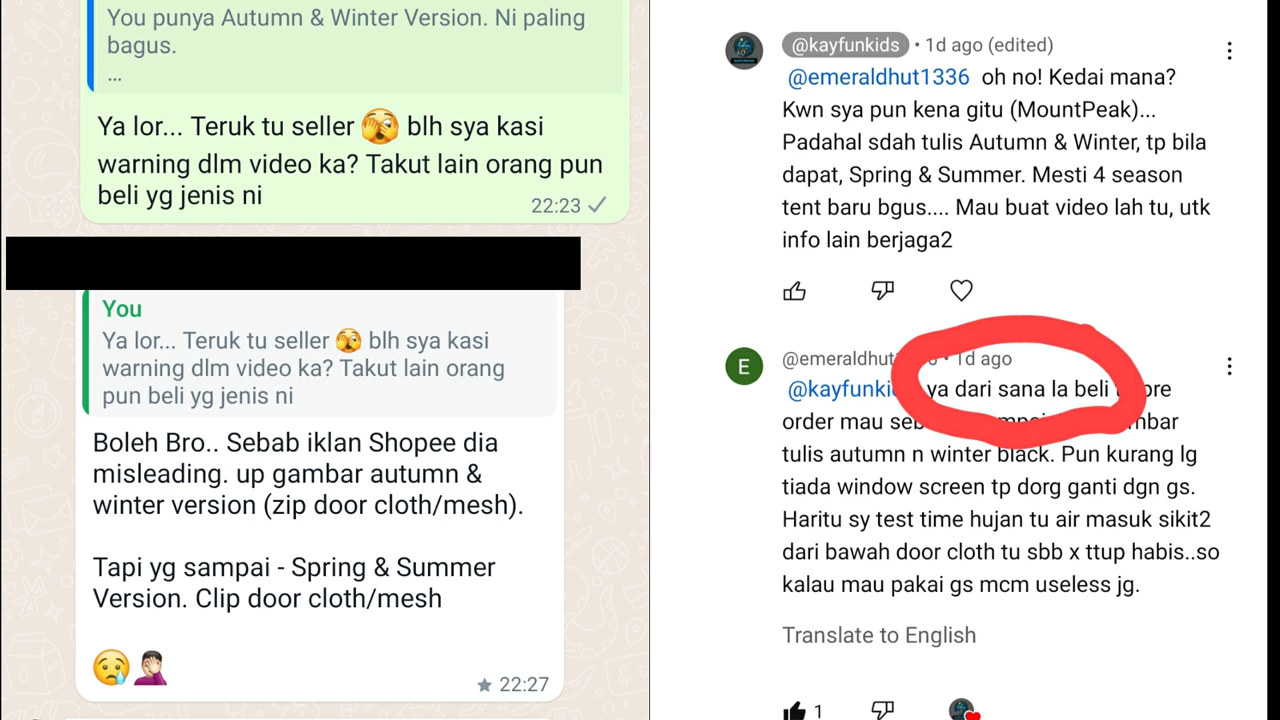 You punya Autumn & Winter Version. Ni paling
bagus.
...
Ya lor... Teruk tu seller 🫣 blh sya kasi
warning dlm video ka? Takut lain orang pun
beli yg jenis ni
22:23
You
Ya lor... Teruk tu seller 🫣 blh sya kasi
warning dlm video ka? Takut lain orang
pun beli yg jenis ni
Boleh Bro.. Sebab iklan Shopee dia
misleading. up gambar autumn &
winter version (zip door cloth/mesh).
Tapi yg sampai - Spring & Summer
Version. Clip door cloth/mesh
😢🤦🏻‍♀️
★ 22:27
@kayfunkids • 1d ago (edited)
@emeraldhut1336 oh no! Kedai mana?
Kwn sya pun kena gitu (MountPeak)...
Padahal sdah tulis Autumn & Winter, tp bila
dapat, Spring & Summer. Mesti 4 season
tent baru bgus.... Mau buat video lah tu, utk
info lain berjaga2
E
@emeraldhut • 1d ago
@kayfunki ya dari sana la beli
order mau
tulis autumn n winter black. Pun kurang lg
tiada window screen tp dorg ganti dgn gs.
Haritu sy test time hujan tu air masuk sikit2
dari bawah door cloth tu sbb x ttup habis..so
kalau mau pakai gs mcm useless jg.
Translate to English
1